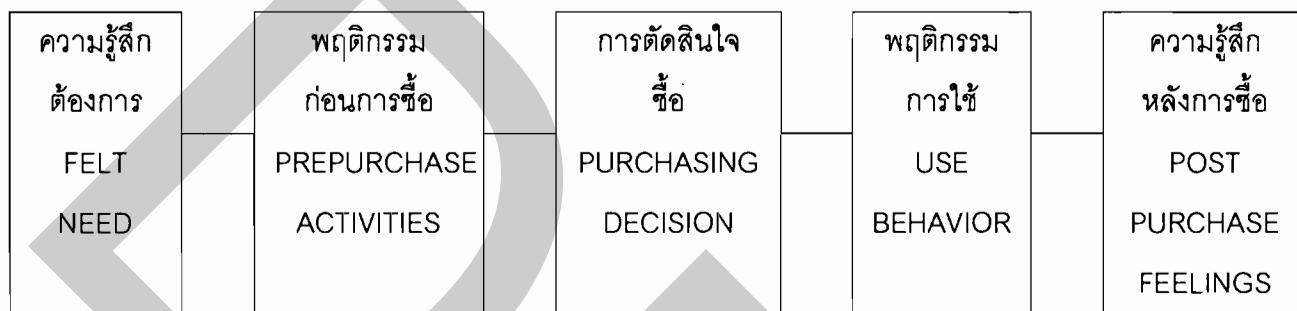 ความรู้สึก
ต้องการ
FELT
NEED
พฤติกรรม
ก่อนการซื้อ
PREPURCHASE
ACTIVITIES
การตัดสินใจ
ซื้อ
PURCHASING
DECISION
พฤติกรรม
การใช้
USE
BEHAVIOR
ความรู้สึก
หลังการซื้อ
POST
PURCHASE
FEELINGS